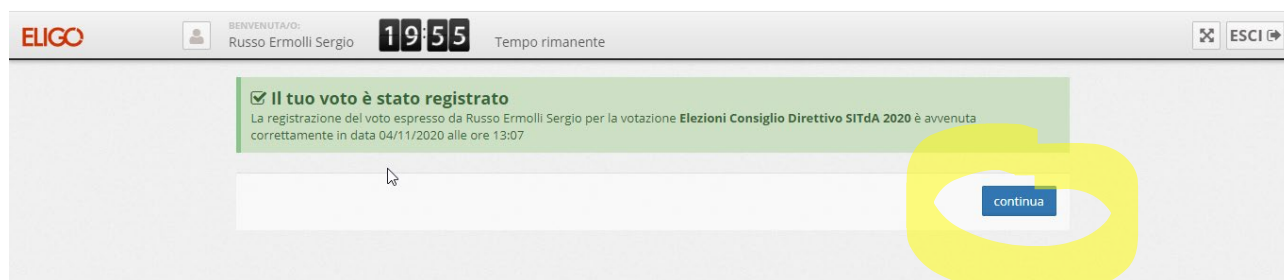 ELIGO
BENVENUTA/O:
Russo Ermolli Sergio
19:55
Tempo rimanente
ESCI
Il tuo voto è stato registrato
La registrazione del voto espresso da Russo Ermolli Sergio per la votazione Elezioni Consiglio Direttivo SITdA 2020 è avvenuta
correttamente in data 04/11/2020 alle ore 13:07
continua